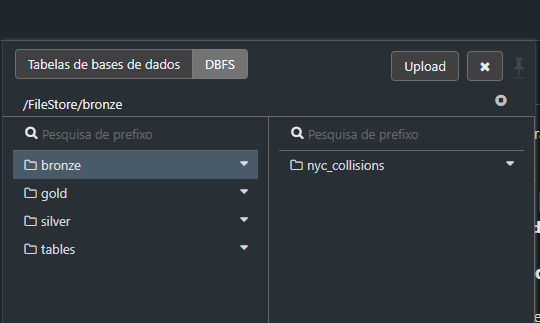 Tabelas de bases de dados DBFS Upload
/FileStore/bronze
Pesquisa de prefixo Pesquisa de prefixo
bronze nyc_collisions
gold
silver
tables